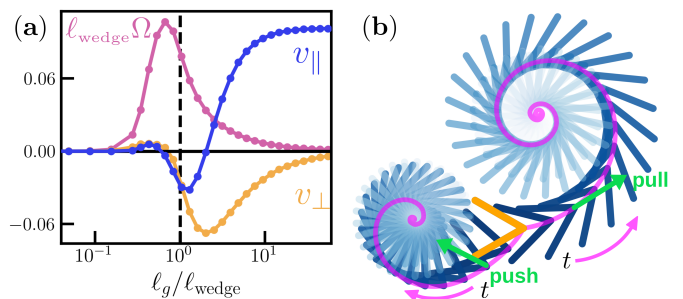 (a)
ℓ_wedge Ω
v_∥
0.06
0.00
v_⊥
−0.06
10^−1
10^0
10^1
ℓ_g/ℓ_wedge
(b)
pull
t
push
t